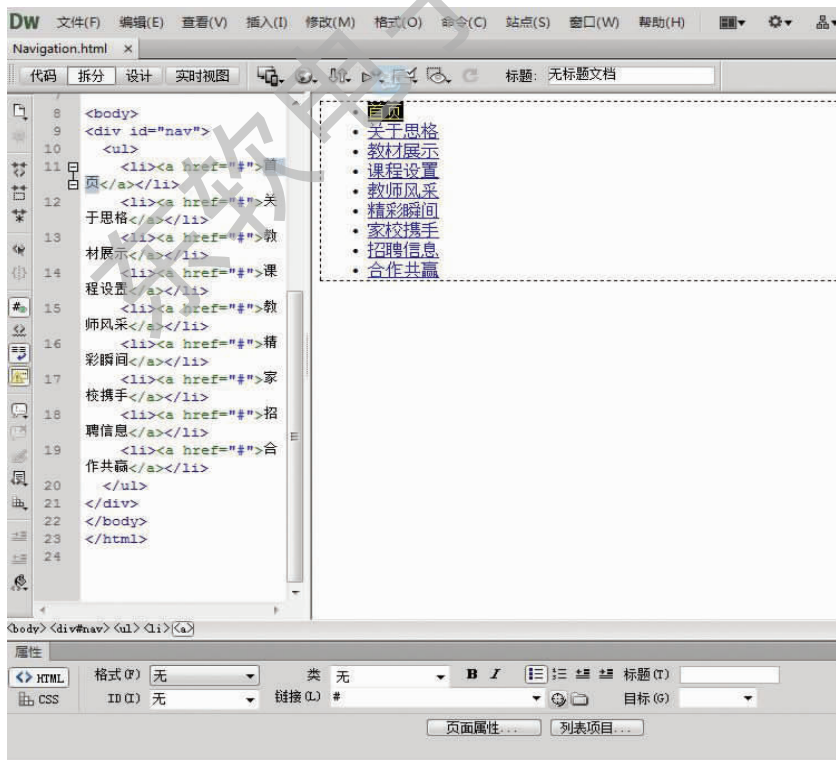 DW 文件(F) 编辑(E) 查看(V) 插入(I) 修改(M) 格式(O) 命令(C) 站点(S) 窗口(W) 帮助(H)
Navigation.html ×
代码 拆分 设计 实时视图 标题: 无标题文档
7
8 <body>
9 <div id="nav">
10 <ul>
11 <li><a href="#">首
页</a></li>
12 <li><a href="#">关
于思格</a></li>
13 <li><a href="#">教
材展示</a></li>
14 <li><a href="#">课
程设置</a></li>
15 <li><a href="#">教
师风采</a></li>
16 <li><a href="#">精
彩瞬间</a></li>
17 <li><a href="#">家
校携手</a></li>
18 <li><a href="#">招
聘信息</a></li>
19 <li><a href="#">合
作共赢</a></li>
20 </ul>
21 </div>
22 </body>
23 </html>
24
首页
关于思格
教材展示
课程设置
教师风采
精彩瞬间
家校携手
招聘信息
合作共赢
东软电子
<body> <div#nav> <ul> <li> <a>
属性
<> HTML 格式(F) 无 类 无 B I 标题(T)
CSS ID(I) 无 链接(L) # 目标(G)
页面属性... 列表项目...